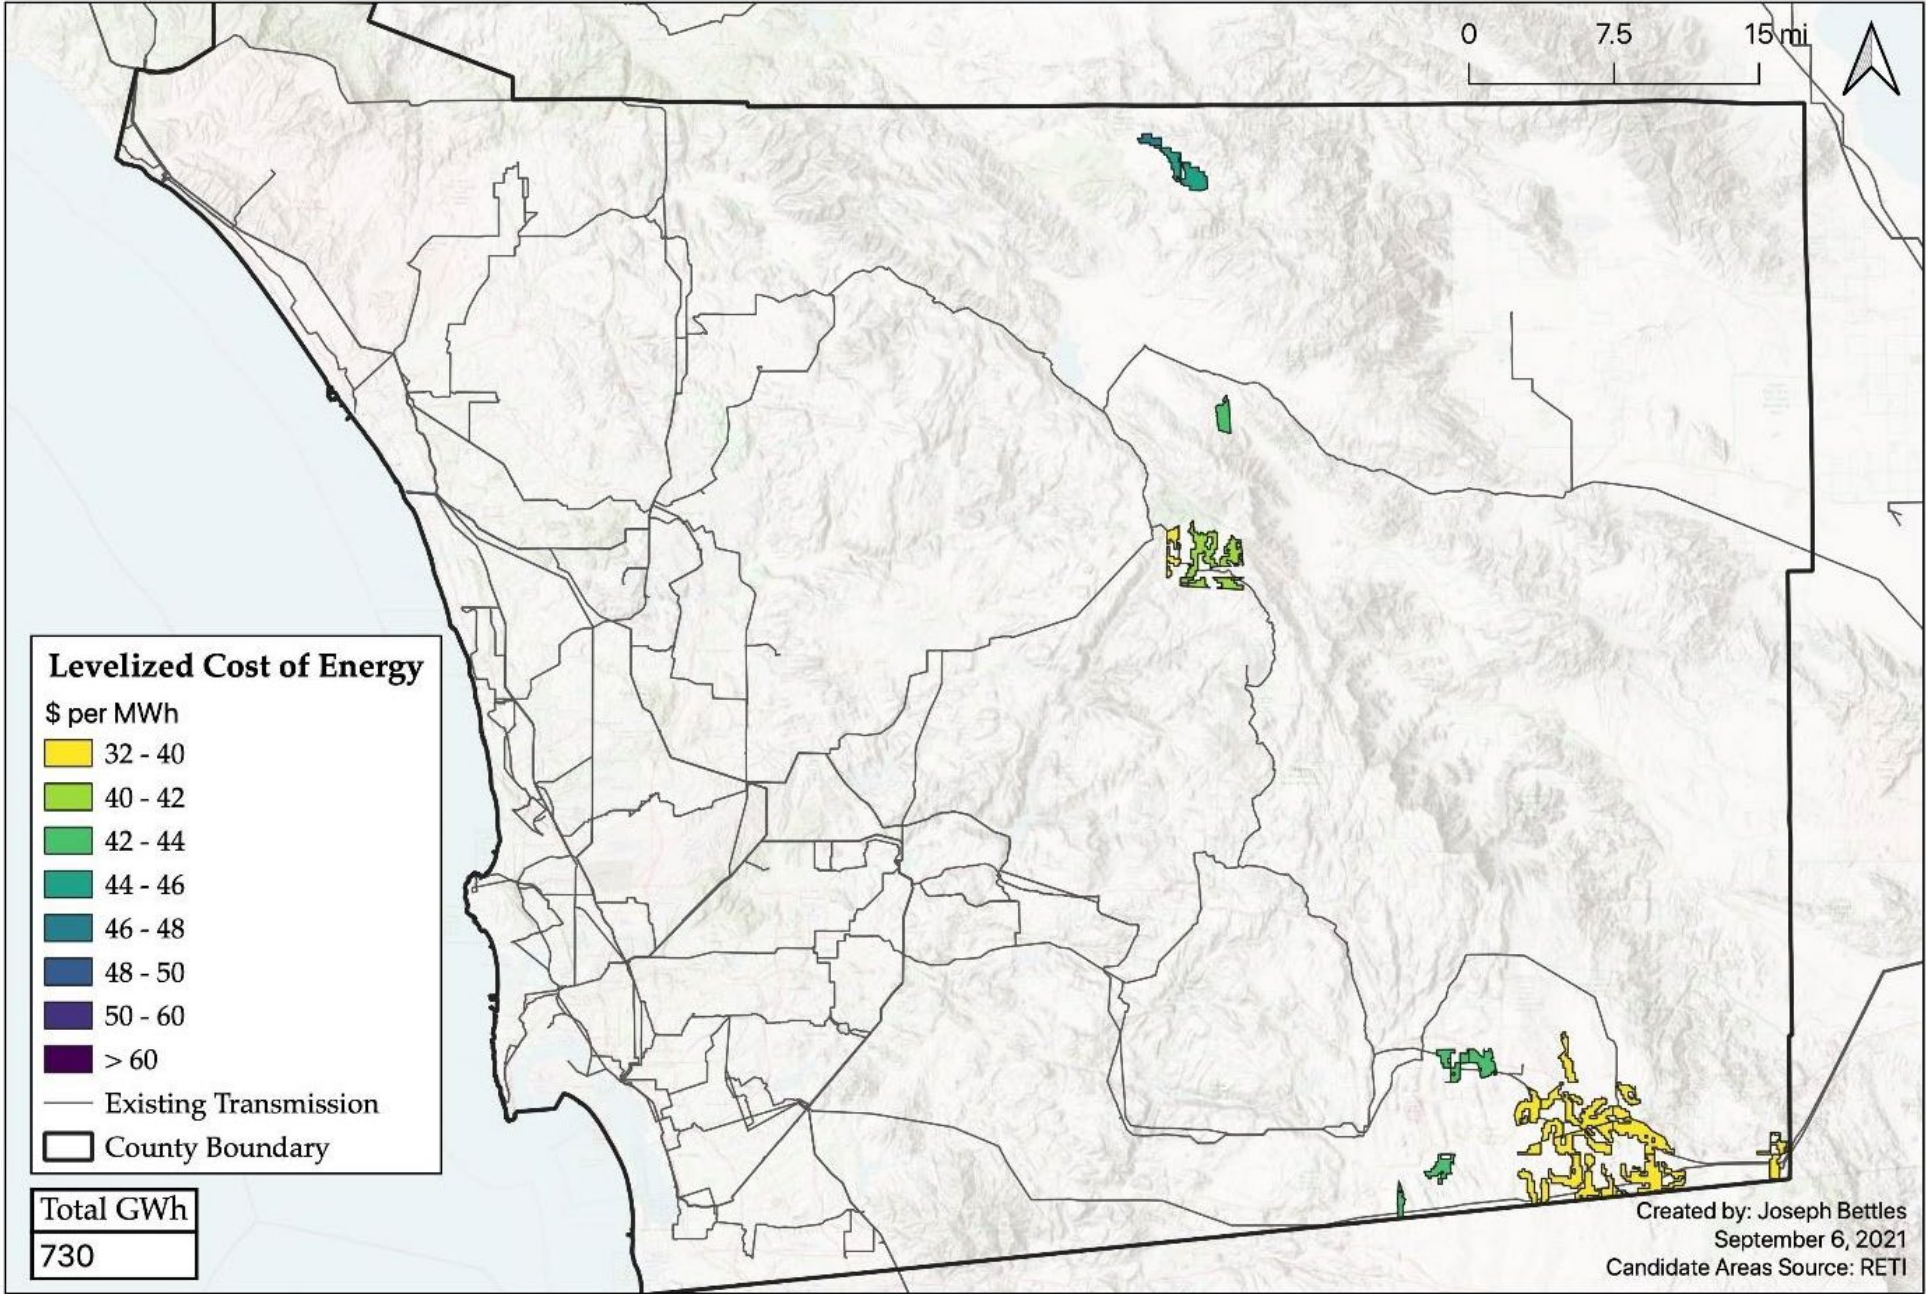 0 7.5 15 mi
Levelized Cost of Energy
$ per MWh
32 - 40
40 - 42
42 - 44
44 - 46
46 - 48
48 - 50
50 - 60
> 60
Existing Transmission
County Boundary
Total GWh
730
Created by: Joseph Bettles
September 6, 2021
Candidate Areas Source: RETI